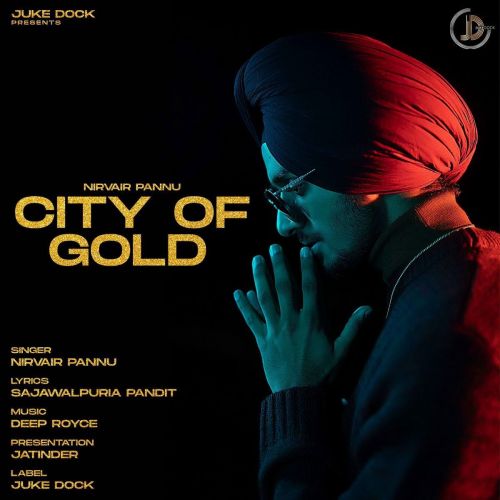 JUKE DOCK
PRESENTS
JD
NIRVAIR PANNU
CITY OF
GOLD
SINGER
NIRVAIR PANNU
LYRICS
SAJAWALPURIA PANDIT
MUSIC
DEEP ROYCE
PRESENTATION
JATINDER
LABEL
JUKE DOCK